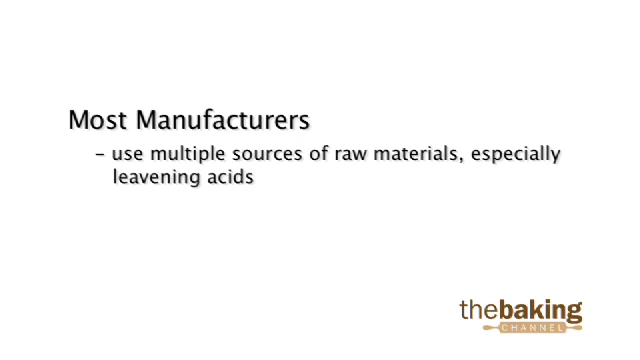 Most Manufacturers
– use multiple sources of raw materials, especially
leavening acids
thebaking
CHANNEL